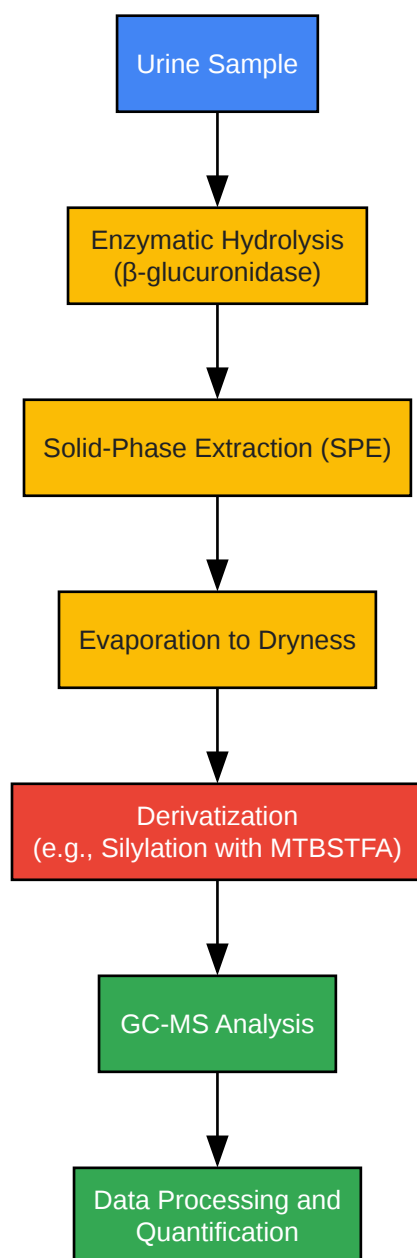 Urine Sample
Enzymatic Hydrolysis
(β-glucuronidase)
Solid-Phase Extraction (SPE)
Evaporation to Dryness
Derivatization
(e.g., Silylation with MTBSTFA)
GC-MS Analysis
Data Processing and
Quantification